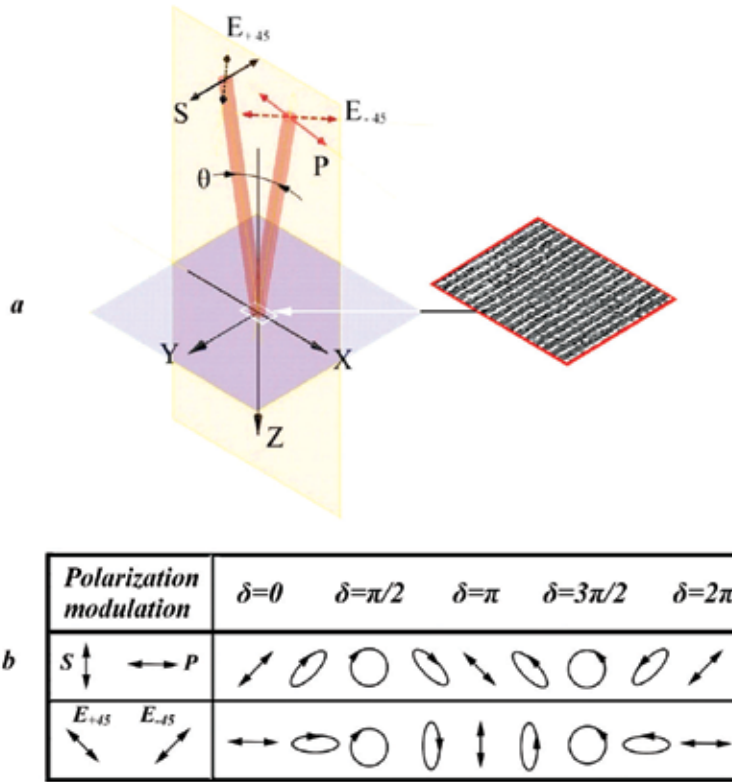 E+45
S
E-45
P
θ
a
Y
X
Z
b
Polarization modulation
δ=0 δ=π/2 δ=π δ=3π/2 δ=2π
S P
E+45 E-45